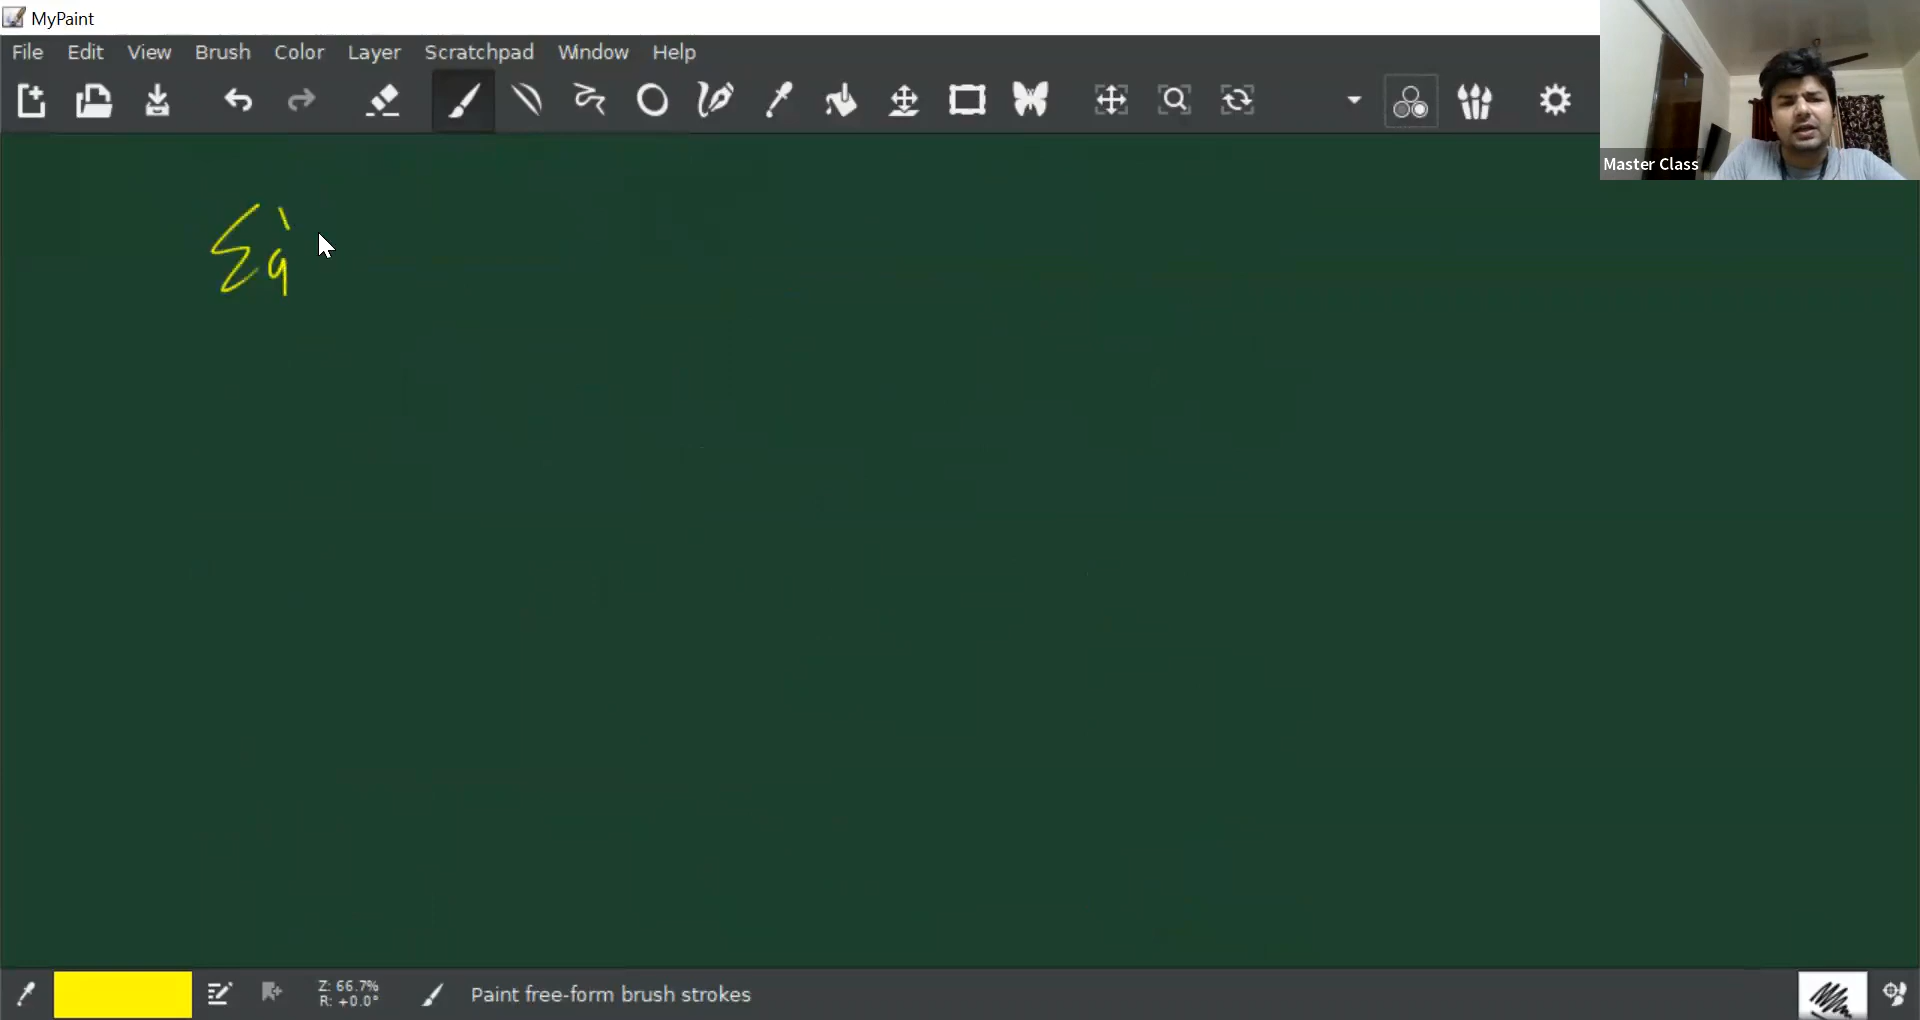 MyPaint
File Edit View Brush Color Layer Scratchpad Window Help
Master Class
Z: 66.7%
R: +0.0°
Paint free-form brush strokes